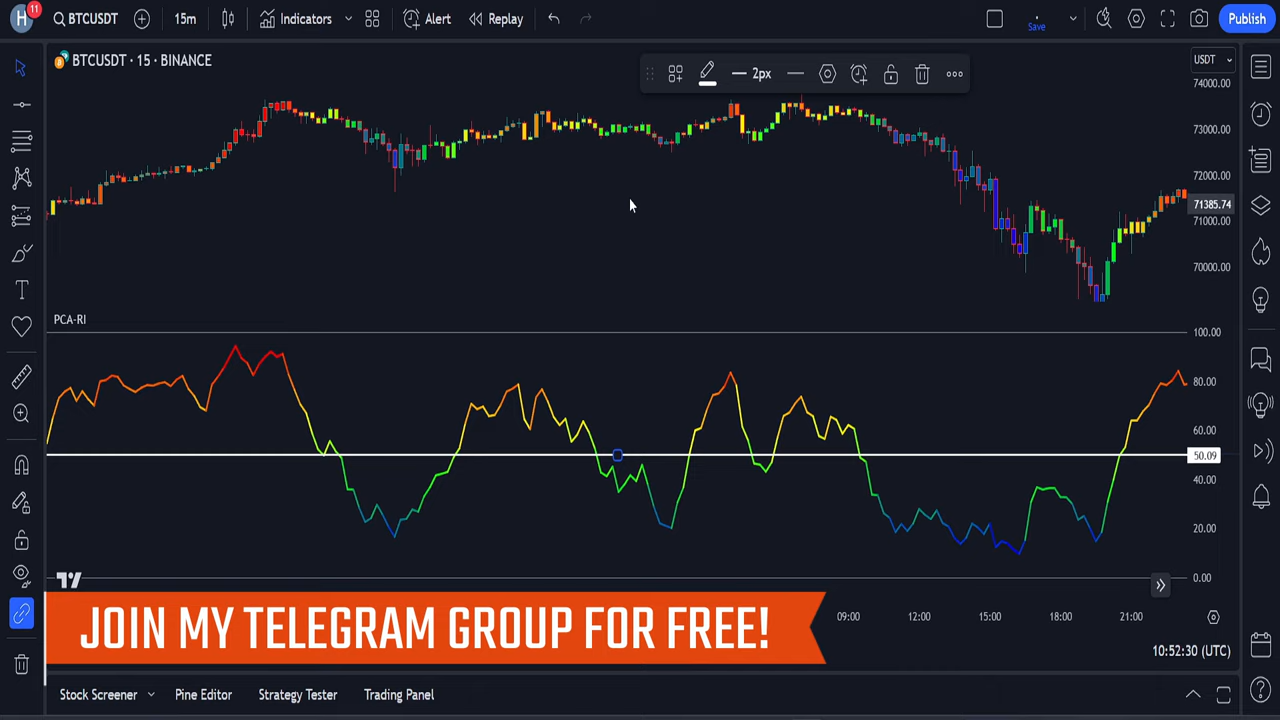 H
11
BTCUSDT
15m
Indicators
Alert
Replay
Save
Publish
BTCUSDT · 15 · BINANCE
2px
USDT
74000.00
73000.00
72000.00
71385.74
71000.00
70000.00
PCA-RI
100.00
80.00
60.00
50.09
40.00
20.00
0.00
JOIN MY TELEGRAM GROUP FOR FREE!
09:00 12:00 15:00 18:00 21:00
10:52:30 (UTC)
Stock Screener Pine Editor Strategy Tester Trading Panel